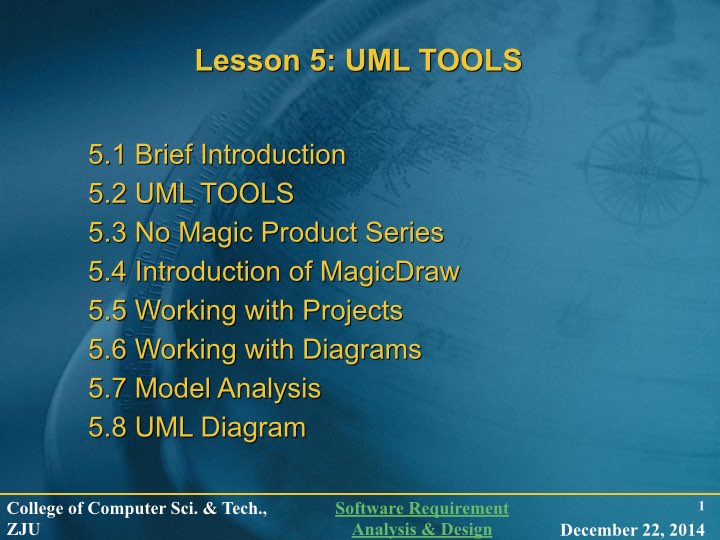 Lesson 5: UML TOOLS
5.1 Brief Introduction
5.2 UML TOOLS
5.3 No Magic Product Series
5.4 Introduction of MagicDraw
5.5 Working with Projects
5.6 Working with Diagrams
5.7 Model Analysis
5.8 UML Diagram
College of Computer Sci. & Tech.,
ZJU
Software Requirement
Analysis & Design
1
December 22, 2014